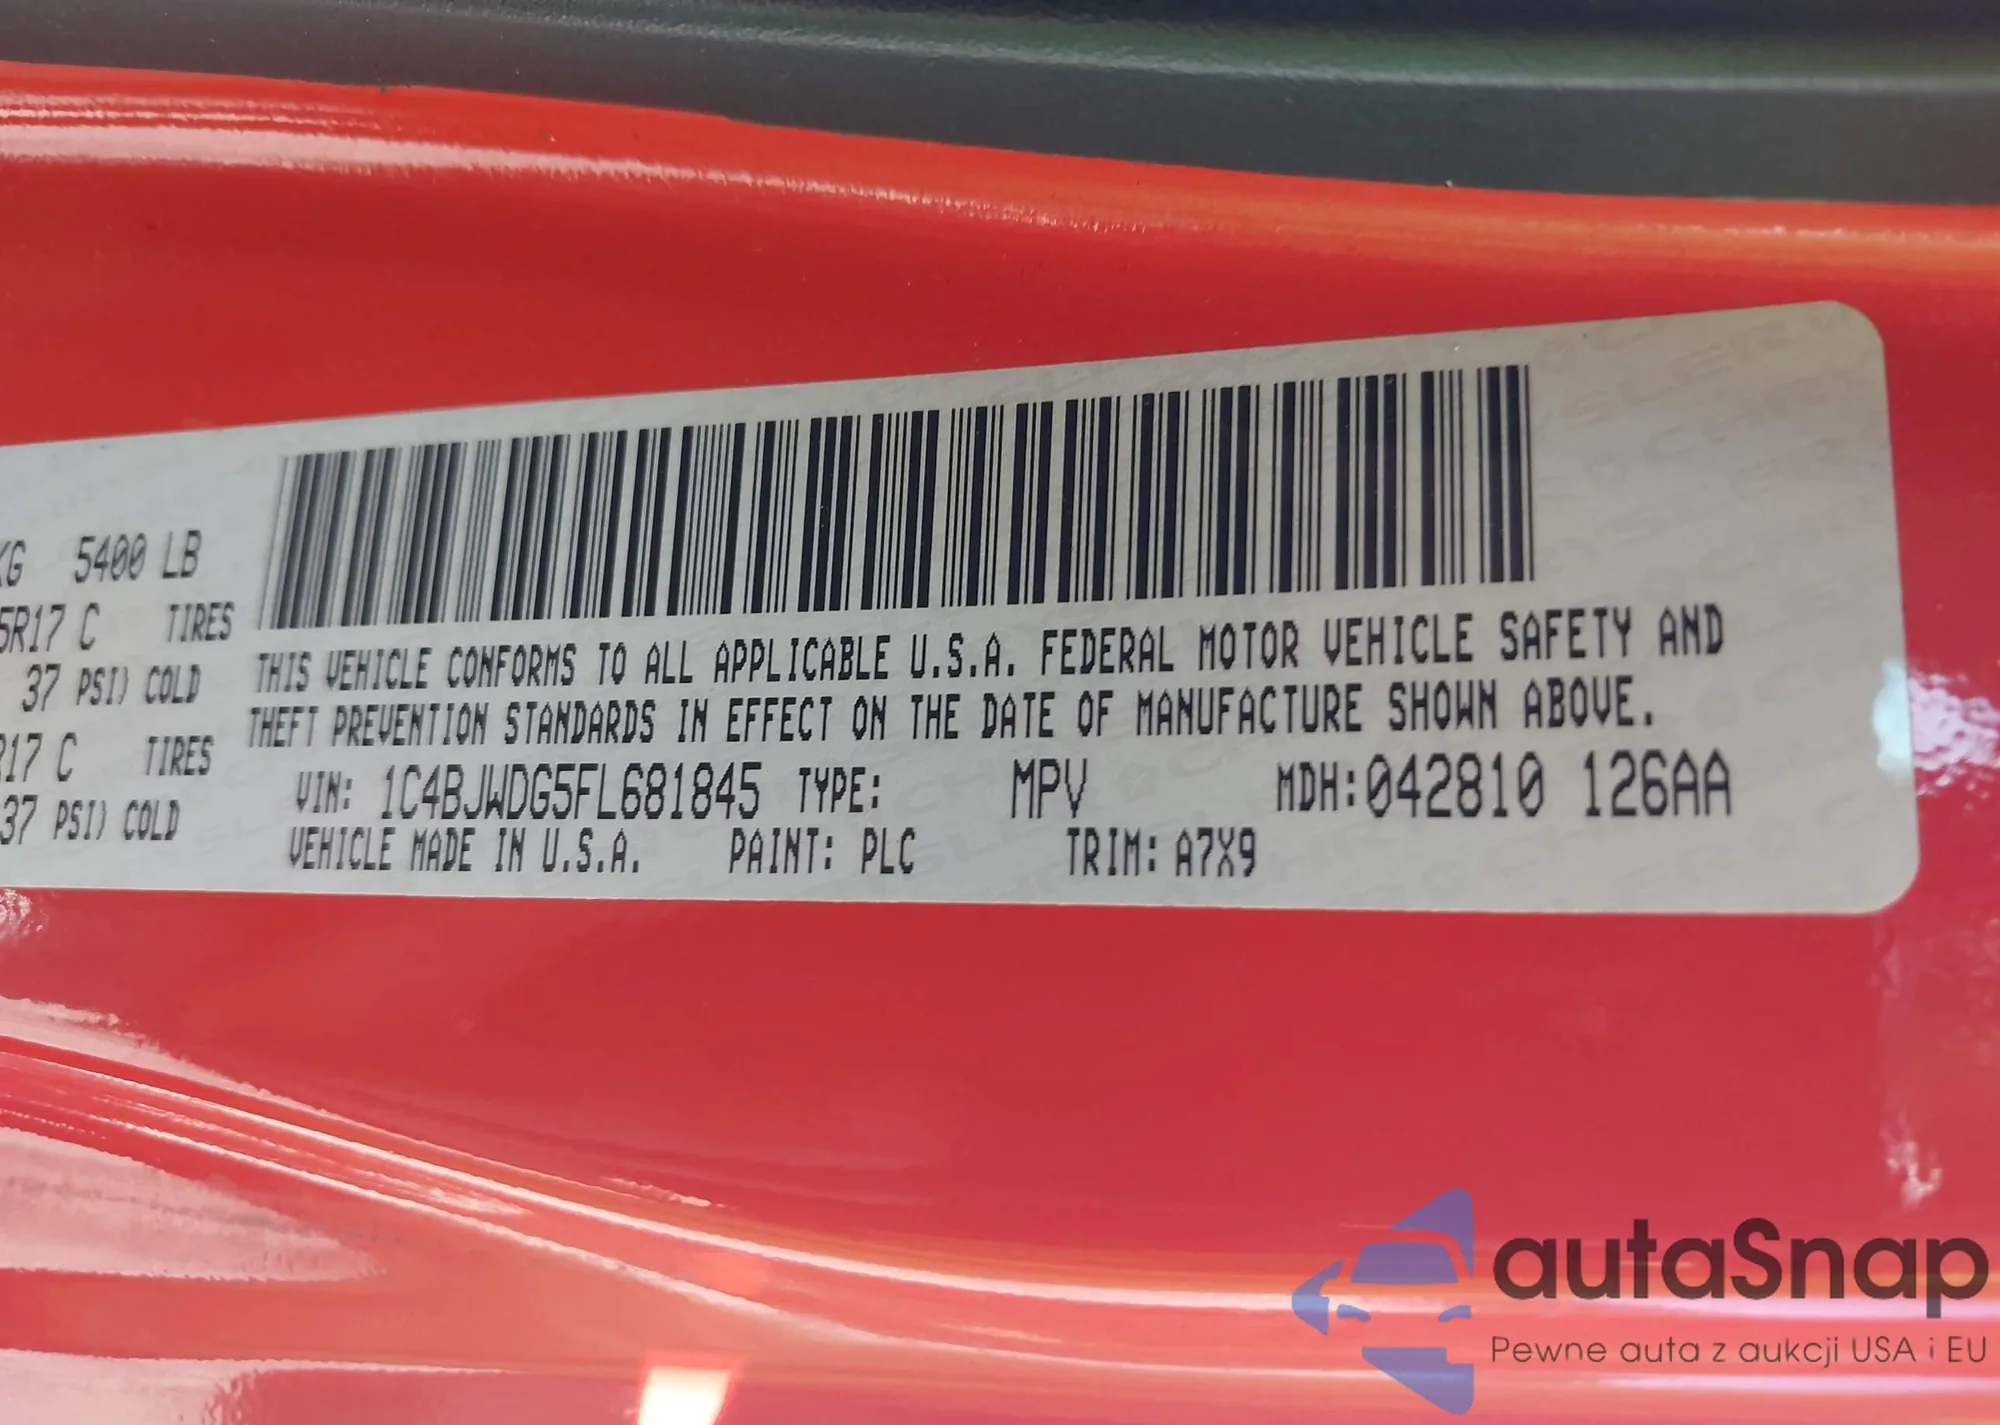 KG 5400 LB
5R17 C TIRES
37 PSI) COLD
R17 C TIRES
37 PSI) COLD
THIS VEHICLE CONFORMS TO ALL APPLICABLE U.S.A. FEDERAL MOTOR VEHICLE SAFETY AND
THEFT PREVENTION STANDARDS IN EFFECT ON THE DATE OF MANUFACTURE SHOWN ABOVE.
VIN: 1C4BJWDG5FL681845 TYPE: MPV MDH:042810 126AA
VEHICLE MADE IN U.S.A. PAINT: PLC TRIM: A7X9
autaSnap
Pewne auta z aukcji USA i EU